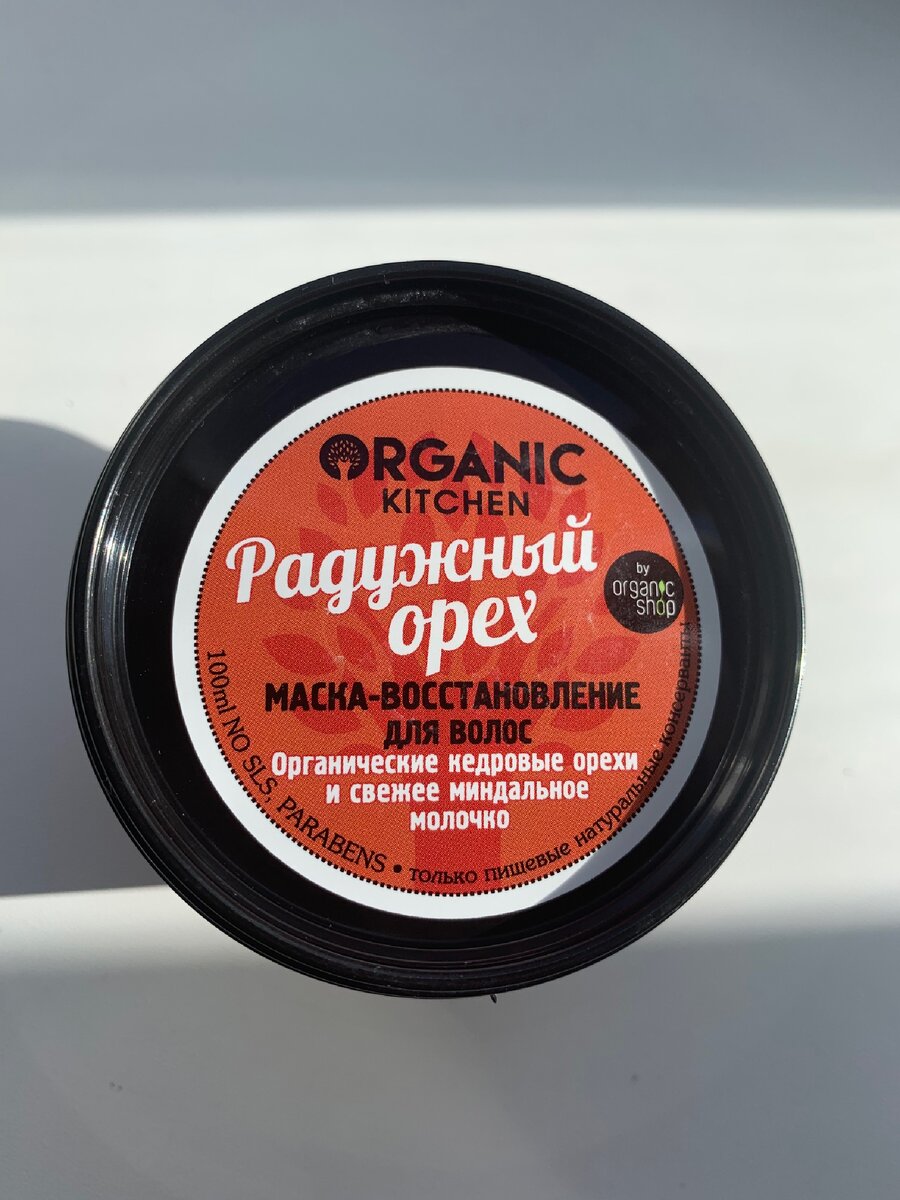 ORGANIC
KITCHEN
Радужный
орех
by
organic
shop
МАСКА-ВОССТАНОВЛЕНИЕ
ДЛЯ ВОЛОС
Органические кедровые орехи
и свежее миндальное
молочко
100ml NO SLS, PARABENS • только пищевые натуральные консерванты